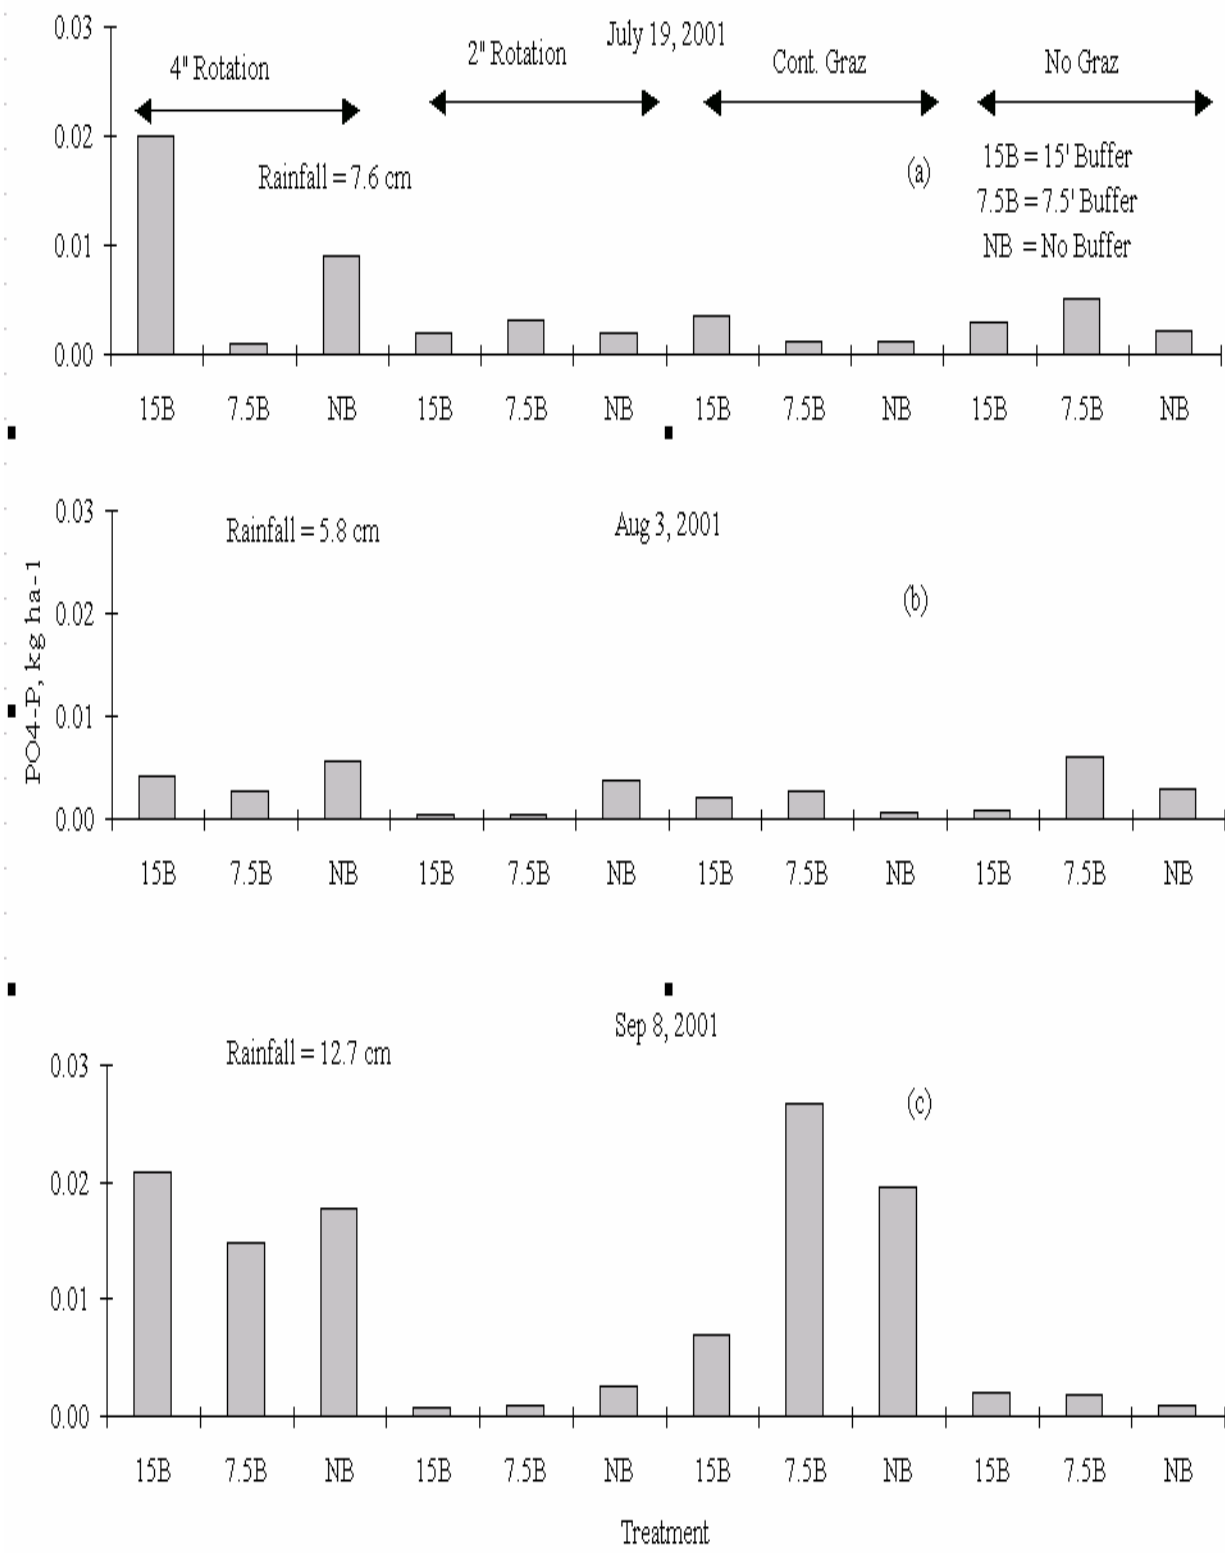 0.03
July 19, 2001
4" Rotation
2" Rotation
Cont. Graz
No Graz
0.02
Rainfall = 7.6 cm
(a)
15B = 15' Buffer
7.5B = 7.5' Buffer
NB = No Buffer
0.01
0.00
15B 7.5B NB 15B 7.5B NB 15B 7.5B NB 15B 7.5B NB
PO4-P, kg ha-1
0.03
Rainfall = 5.8 cm
Aug 3, 2001
(b)
0.02
0.01
0.00
15B 7.5B NB 15B 7.5B NB 15B 7.5B NB 15B 7.5B NB
Sep 8, 2001
Rainfall = 12.7 cm
0.03
(c)
0.02
0.01
0.00
15B 7.5B NB 15B 7.5B NB 15B 7.5B NB 15B 7.5B NB
Treatment